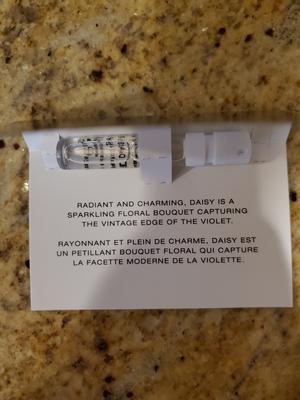 RADIANT AND CHARMING, DAISY IS A
SPARKLING FLORAL BOUQUET CAPTURING
THE VINTAGE EDGE OF THE VIOLET.
RAYONNANT ET PLEIN DE CHARME, DAISY EST
UN PETILLANT BOUQUET FLORAL QUI CAPTURE
LA FACETTE MODERNE DE LA VIOLETTE.